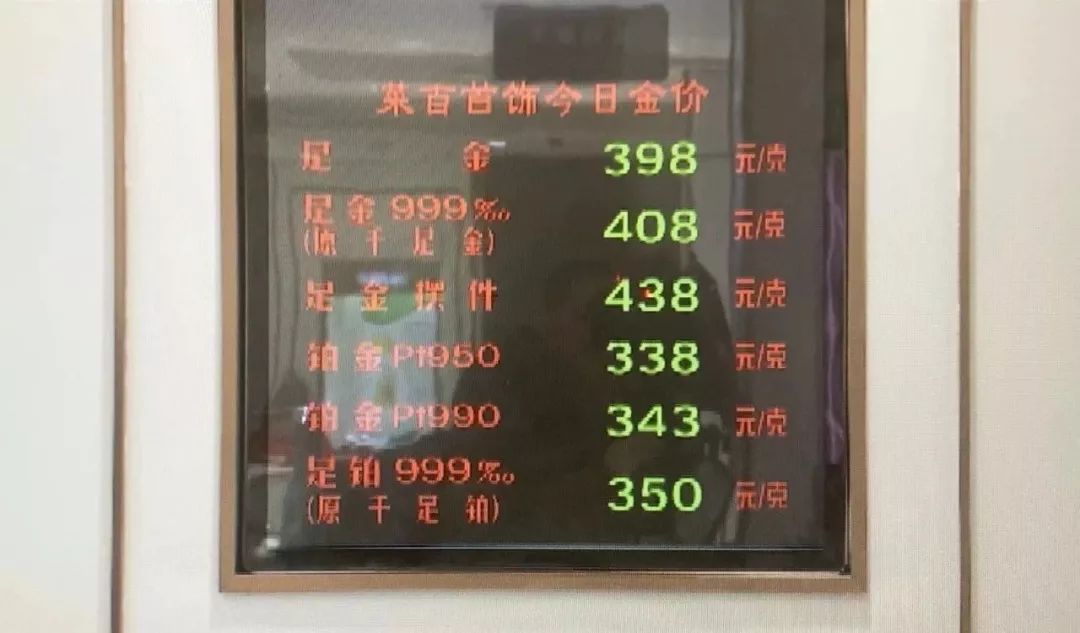 菜百首饰今日金价
足金 398 元/克
足金999‰ 408 元/克
(原千足金)
足金摆件 438 元/克
铂金Pt950 338 元/克
铂金Pt990 343 元/克
足铂999‰ 350 元/克
(原千足铂)